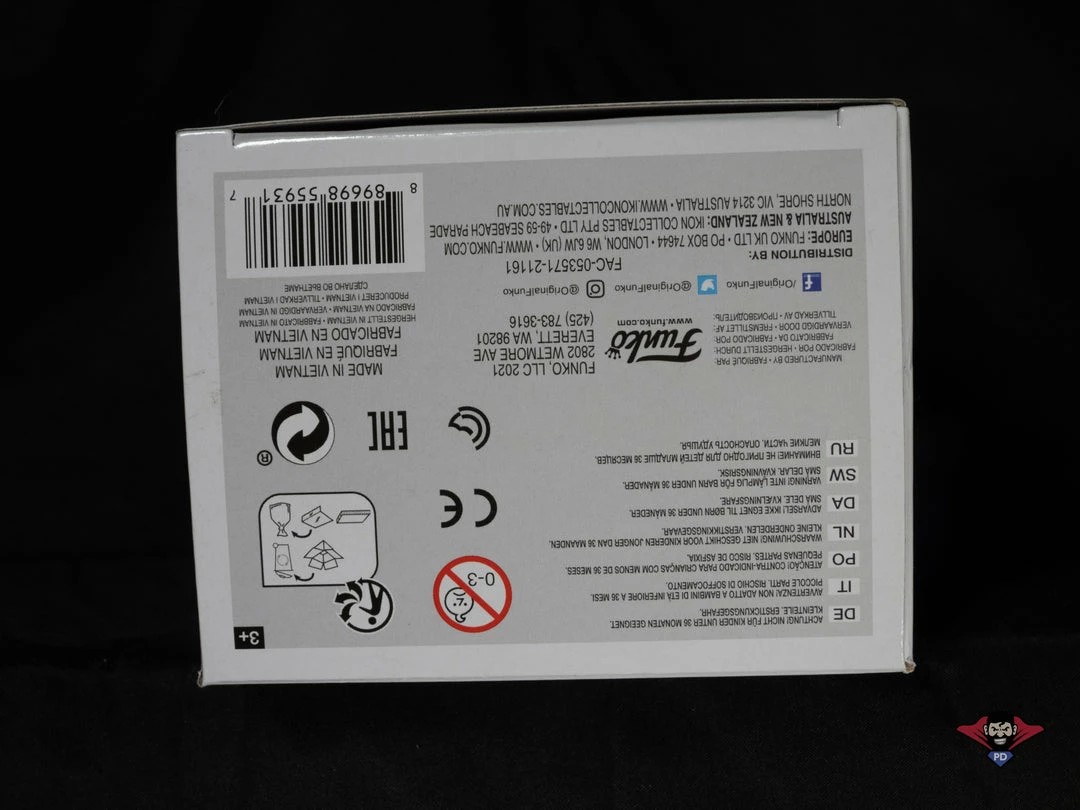 3+
DE
ACHTUNG! NICHT FÜR KINDER UNTER 36 MONATEN GEEIGNET.
KLEINTEILE. ERSTICKUNGSGEFAHR.
IT
AVVERTENZA! NON ADATTO A BAMBINI DI ETÀ INFERIORE A 36 MESI.
PICCOLE PARTI. RISCHIO DI SOFFOCAMENTO.
PO
ATENÇÃO! CONTRA-INDICADO PARA CRIANÇAS COM MENOS DE 36 MESES.
PEQUENAS PARTES. RISCO DE ASFIXIA.
NL
WAARSCHUWING! NIET GESCHIKT VOOR KINDEREN JONGER DAN 36 MAANDEN.
KLEINE ONDERDELEN. VERSTIKKINGSGEVAAR.
DA
ADVARSEL! EGNET IKKE TIL BØRN UNDER 36 MÅNEDER.
SMÅ DELE. KVÆLNINGSFARE.
SW
VARNING! INTE LÄMPLIG FÖR BARN UNDER 36 MÅNADER.
SMÅ DELAR. KVÄVNINGSRISK.
RU
ВНИМАНИЕ! НЕ ПРИГОДНО ДЛЯ ДЕТЕЙ МЛАДШЕ 36 МЕСЯЦЕВ.
МЕЛКИЕ ЧАСТИ. ОПАСНОСТЬ УДУШЬЯ.
0-3
CE
EAC
®
MANUFACTURED BY • FABRIQUÉ PAR:
FABRICADO POR • HERGESTELLT DURCH:
FABRICATO DA • FABRICADO POR:
VERVAARDIGD DOOR • FREMSTILLET AF:
TILLVERKAD AV • ПРОИЗВОДИТЕЛЬ:
Funko
www.funko.com
FUNKO, LLC 2021
2802 WETMORE AVE
EVERETT, WA 98201
(425) 783-3616
MADE IN VIETNAM
FABRIQUÉ EN VIETNAM
FABRICADO EN VIETNAM
HERGESTELLT IN VIETNAM • FABBRICATO IN VIETNAM
FABRICADO NA VIETNAM • VERVAARDIGD IN VIETNAM
PRODUCERET I VIETNAM • TILLVERKAD I VIETNAM
СДЕЛАНО ВО ВЬЕТНАМЕ
/OriginalFunko
@OriginalFunko
@OriginalFunko
FAC-053571-21161
DISTRIBUTION BY:
EUROPE: FUNKO UK LTD • PO BOX 74644 • LONDON, W6 6JW (UK) • WWW.FUNKO.COM
AUSTRALIA & NEW ZEALAND: IKON COLLECTABLES PTY LTD • 49-59 SEABEACH PARADE
NORTH SHORE, VIC 3214 AUSTRALIA • WWW.IKONCOLLECTABLES.COM.AU
8 89698 55931 7
PD